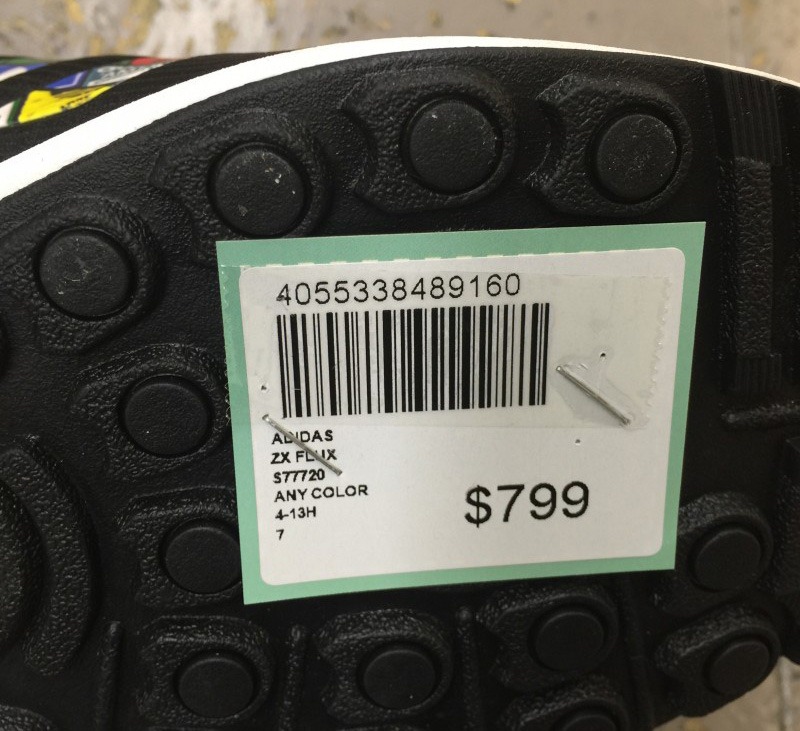 4055338489160
ADIDAS
ZX FLUX
S77720
ANY COLOR
4-13H
7
$799